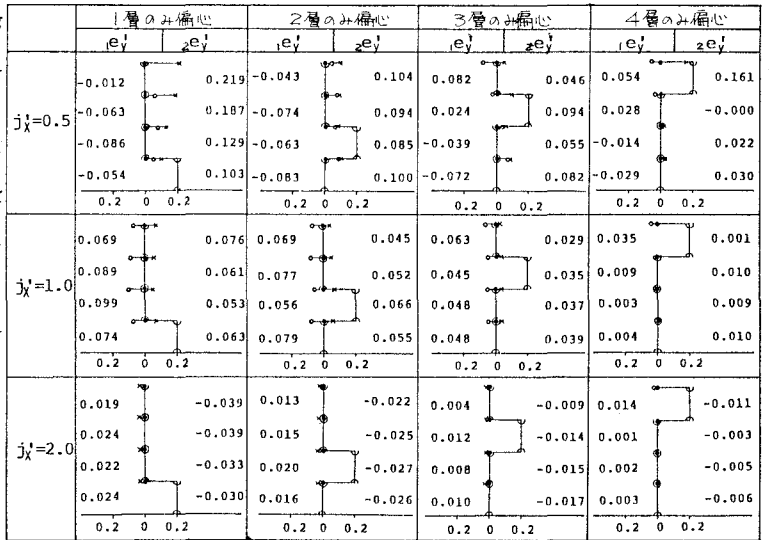 1層のみ偏心 2層のみ偏心 3層のみ偏心 4層のみ偏心
₁ey' ₂ey' ₁ey' ₂ey' ₁ey' ₂ey' ₁ey' ₂ey'
jx'=0.5
-0.012 0.219 -0.043 0.104 0.082 0.046 0.054 0.161
-0.063 0.187 -0.074 0.094 0.024 0.094 0.028 -0.000
-0.086 0.129 -0.063 0.085 -0.039 0.055 -0.014 0.022
-0.054 0.103 -0.083 0.100 -0.072 0.082 -0.029 0.030
0.2 0 0.2 0.2 0 0.2 0.2 0 0.2 0.2 0 0.2
jx'=1.0
0.069 0.076 0.069 0.045 0.063 0.029 0.035 0.001
0.089 0.061 0.077 0.052 0.045 0.035 0.009 0.010
0.099 0.053 0.056 0.066 0.048 0.037 0.003 0.009
0.074 0.063 0.079 0.055 0.048 0.039 0.004 0.010
0.2 0 0.2 0.2 0 0.2 0.2 0 0.2 0.2 0 0.2
jx'=2.0
0.019 -0.039 0.013 -0.022 0.004 -0.009 0.014 -0.011
0.024 -0.039 0.015 -0.025 0.012 -0.014 0.001 -0.003
0.022 -0.033 0.020 -0.027 0.008 -0.015 0.002 -0.005
0.024 -0.030 0.016 -0.026 0.010 -0.017 0.003 -0.006
0.2 0 0.2 0.2 0 0.2 0.2 0 0.2 0.2 0 0.2